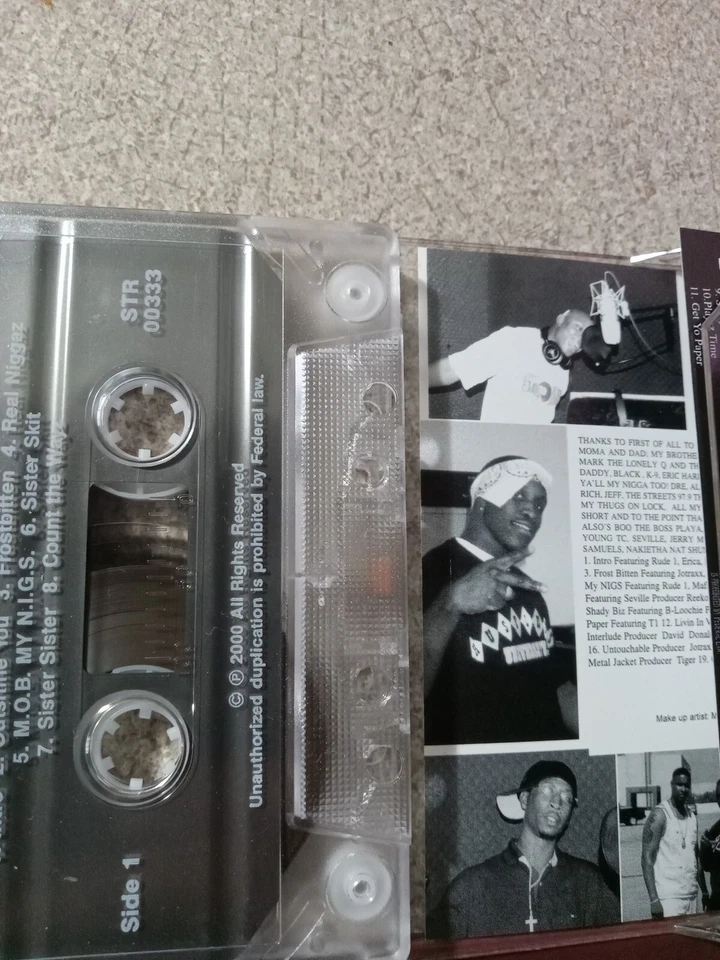 STR
00333
Outshine You 3. Frostbitten 4. Real Niggaz
5. M.O.B. MY N.I.G.S. 6. Sister Skit
7. Sister Sister 8. Count the Way
© ℗ 2000 All Rights Reserved
Unauthorized duplication is prohibited by Federal law.
Side 1
THANKS TO FIRST OF ALL TO
MOMA AND DAD, MY BROTHE
MARK THE LONELY Q AND TH
DADDY, BLACK, K-9, ERIC HARI
YA'LL MY NIGGA TOO! DRE, AL
RICH, JEFF, THE STREETS 97.9 TH
MY THUGS ON LOCK. ALL MY
SHORT AND TO THE POINT THA
ALSO'S BOO THE BOSS PLAYA,
YOUNG TC, SEVILLE, JERRY M
SAMUELS, NAKIETHA NAT SHU
1. Intro Featuring Rude 1, Erica,
3. Frost Bitten Featuring Jotraxx,
My NIGS Featuring Rude 1, Maf
Featuring Seville Producer Reeko
Shady Biz Featuring B-Loochie F
Paper Featuring T1 12. Livin In V
Interlude Producer David Donal
16. Untouchable Producer Jotrax
Metal Jacket Producer Tiger 19.
Make up artist: M
Time
11. Get Yo Paper